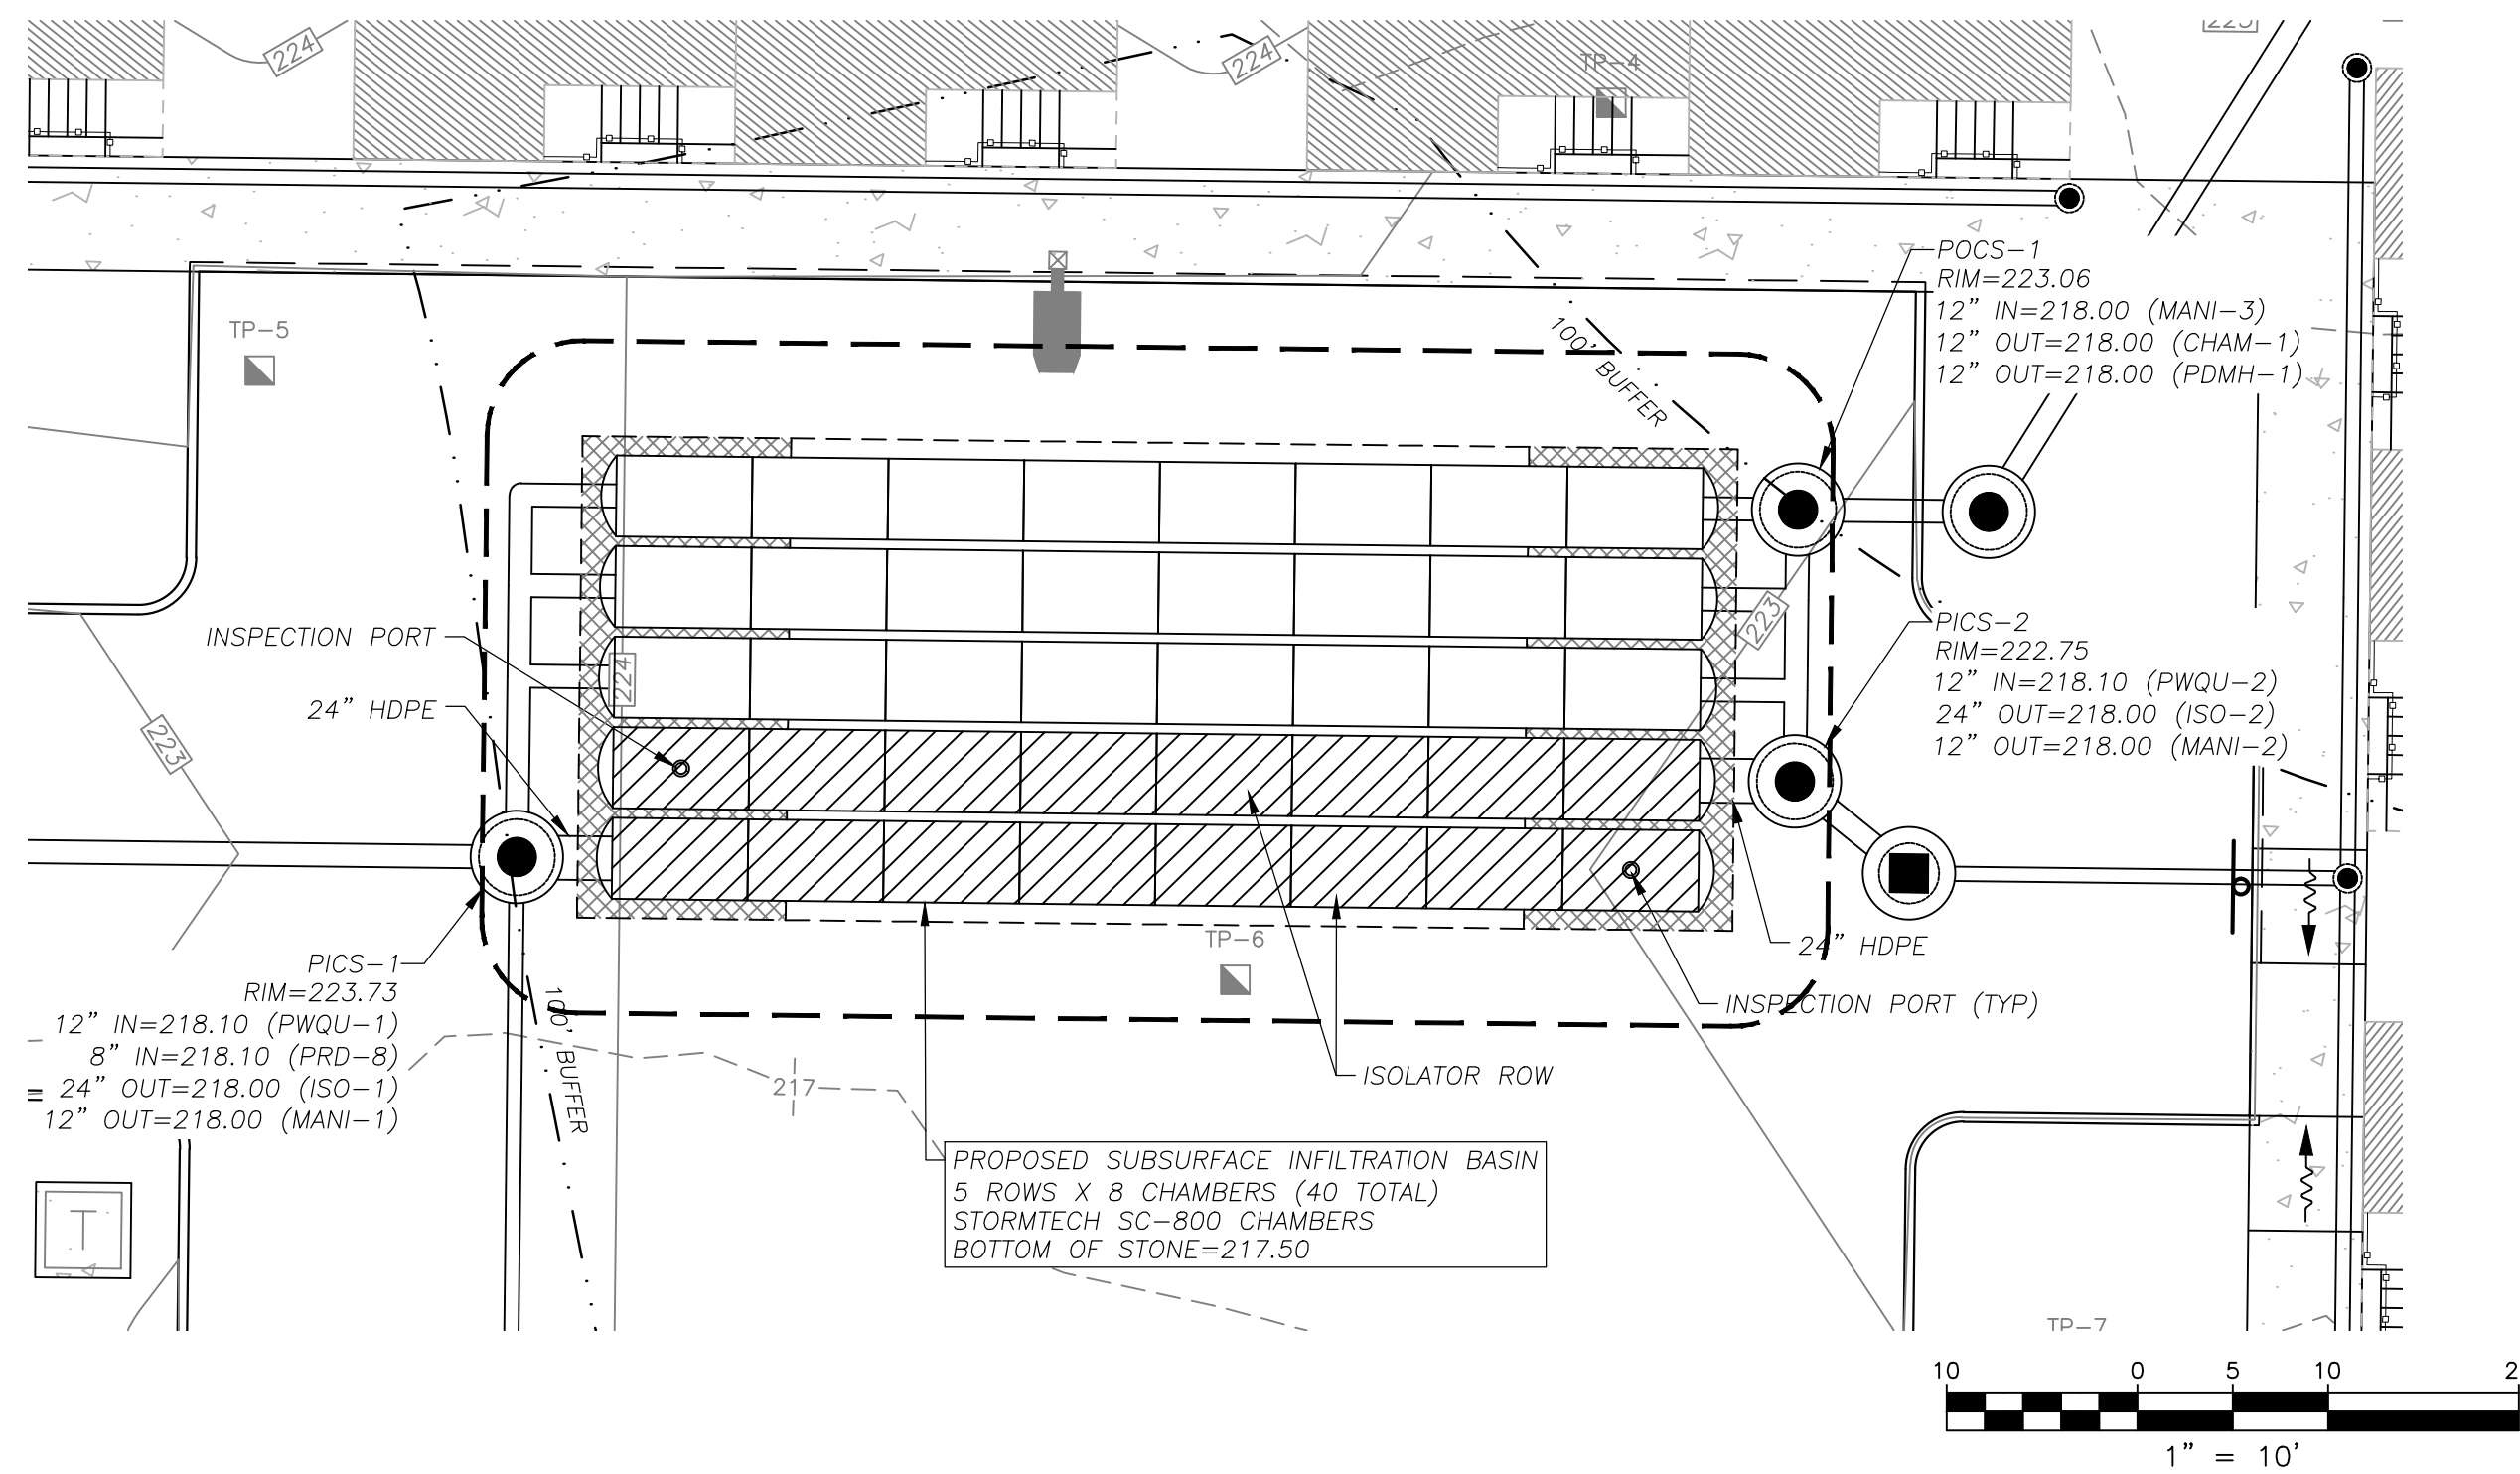 224
224
223
TP-4
POCS-1
RIM=223.06
12" IN=218.00 (MANI-3)
12" OUT=218.00 (CHAM-1)
12" OUT=218.00 (PDMH-1)
TP-5
100' BUFFER
INSPECTION PORT
24" HDPE
224
223
223
PICS-2
RIM=222.75
12" IN=218.10 (PWQU-2)
24" OUT=218.00 (ISO-2)
12" OUT=218.00 (MANI-2)
TP-6
24" HDPE
INSPECTION PORT (TYP)
PICS-1
RIM=223.73
12" IN=218.10 (PWQU-1)
8" IN=218.10 (PRD-8)
24" OUT=218.00 (ISO-1)
12" OUT=218.00 (MANI-1)
100' BUFFER
217
ISOLATOR ROW
PROPOSED SUBSURFACE INFILTRATION BASIN
5 ROWS X 8 CHAMBERS (40 TOTAL)
STORMTECH SC-800 CHAMBERS
BOTTOM OF STONE=217.50
T
TP-7
10 0 5 10 2
1" = 10'